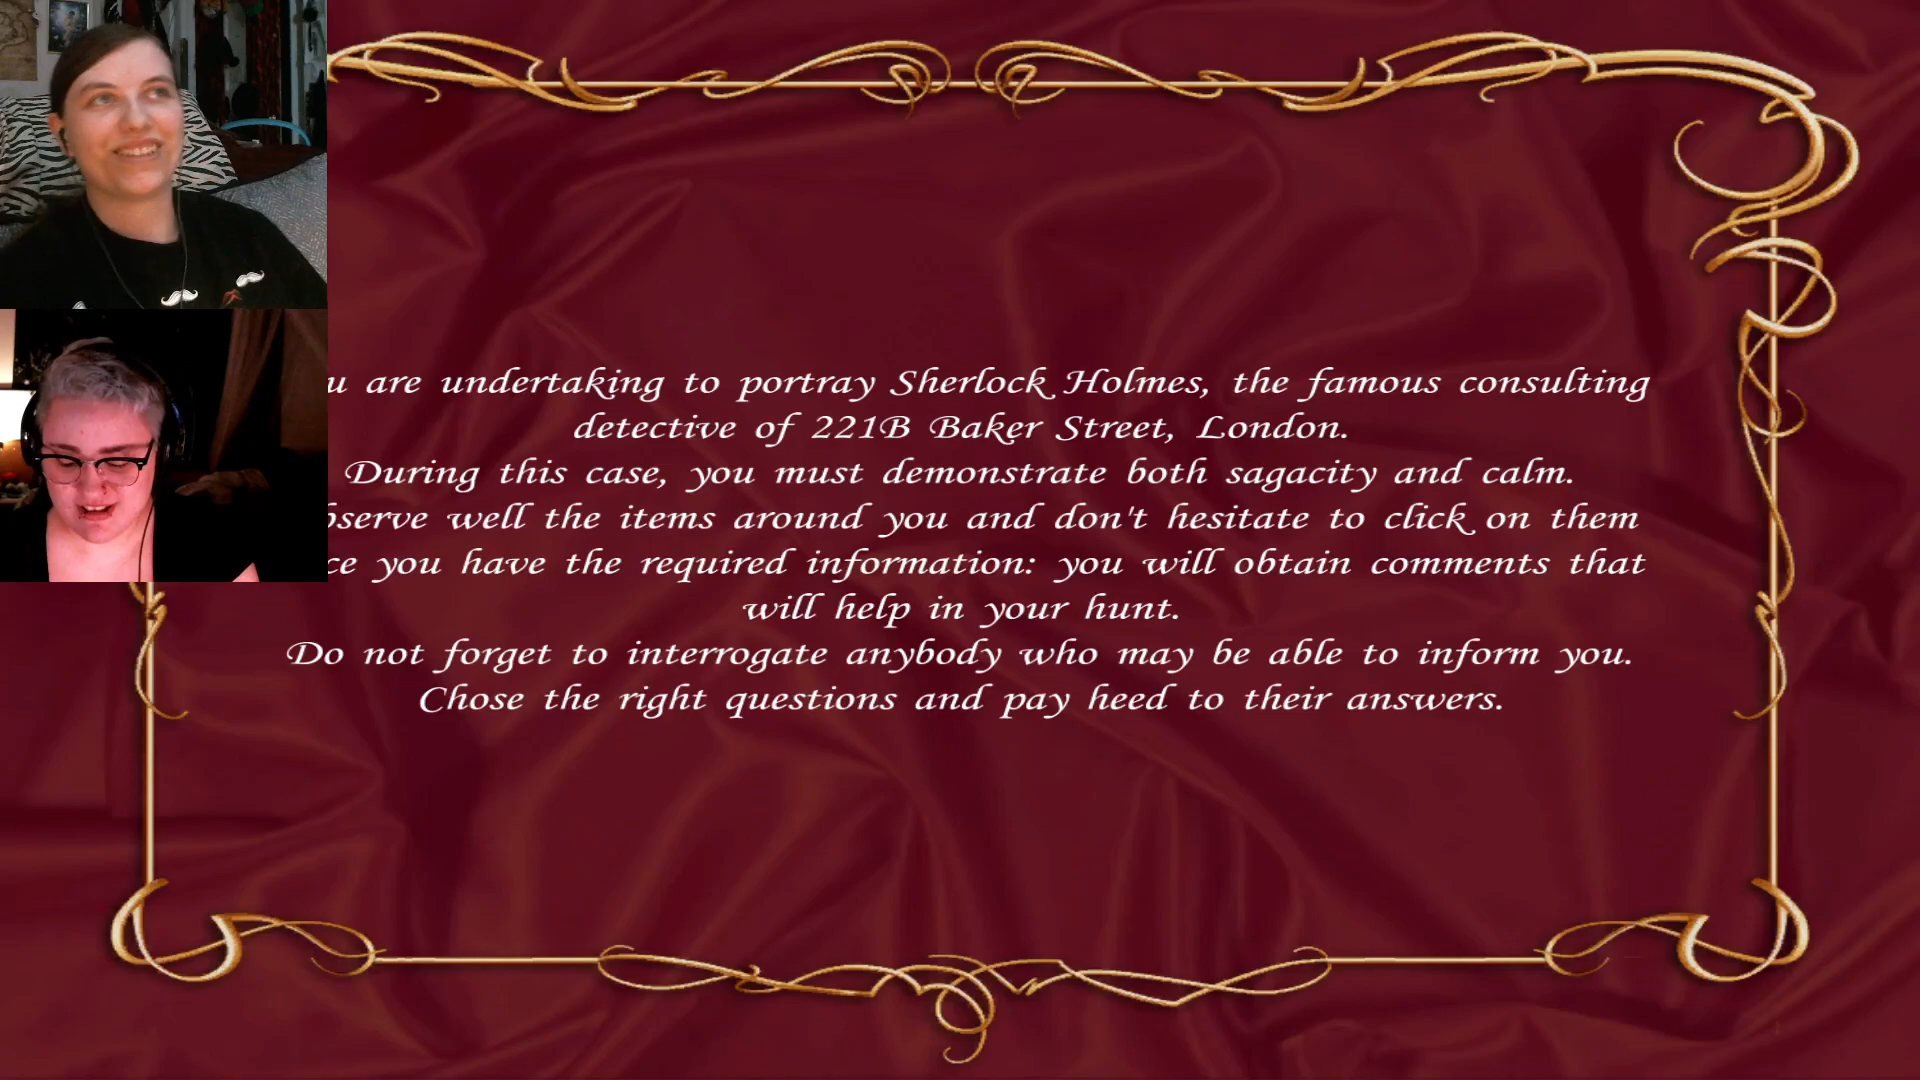 are undertaking to portray Sherlock Holmes, the famous consulting
detective of 221B Baker Street, London.
During this case, you must demonstrate both sagacity and calm.
well the items around you and don't hesitate to click on them
you have the required information: you will obtain comments that
will help in your hunt.
Do not forget to interrogate anybody who may be able to inform you.
Chose the right questions and pay heed to their answers.